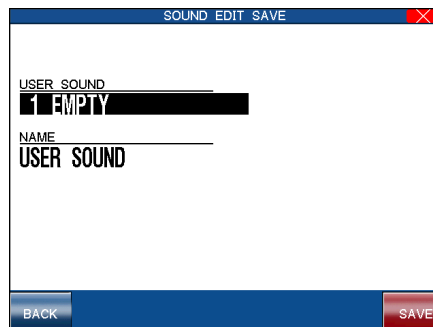 SOUND EDIT SAVE
USER SOUND
1 EMPTY
NAME
USER SOUND
BACK
SAVE